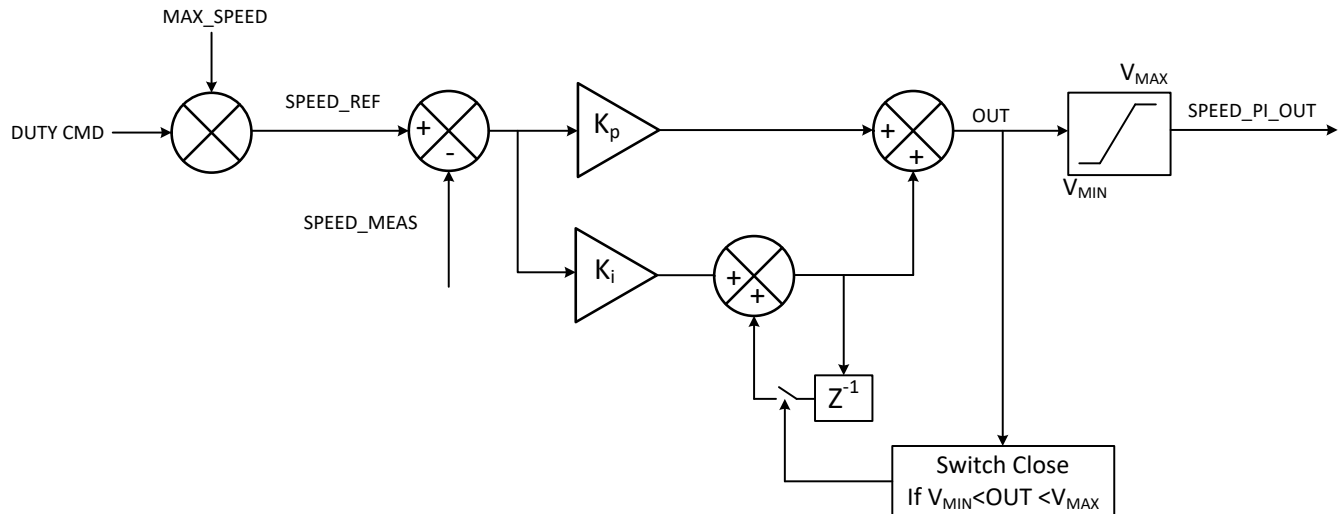 MAX_SPEED
DUTY CMD
SPEED_REF
+
-
SPEED_MEAS
Kp
+
+
OUT
VMAX
VMIN
SPEED_PI_OUT
Ki
+
+
Z-1
Switch Close
If VMIN<OUT <VMAX